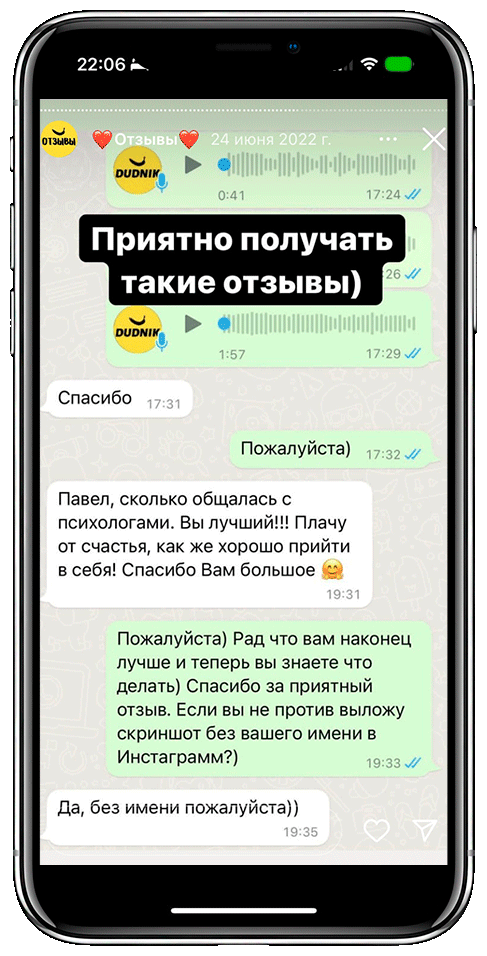 22:06
ОТЗЫВЫ
❤️Отзывы❤️ 24 июня 2022 г. ...
DUDNIK
0:41 17:24
Приятно получать
такие отзывы)
26
DUDNIK
1:57 17:29
Спасибо 17:31
Пожалуйста) 17:32
Павел, сколько общалась с
психологами. Вы лучший!!! Плачу
от счастья, как же хорошо прийти
в себя! Спасибо Вам большое 🤗
19:31
Пожалуйста) Рад что вам наконец
лучше и теперь вы знаете что
делать) Спасибо за приятный
отзыв. Если вы не против выложу
скриншот без вашего имени в
Инстаграмм?)
19:33
Да, без имени пожалуйста))
19:35